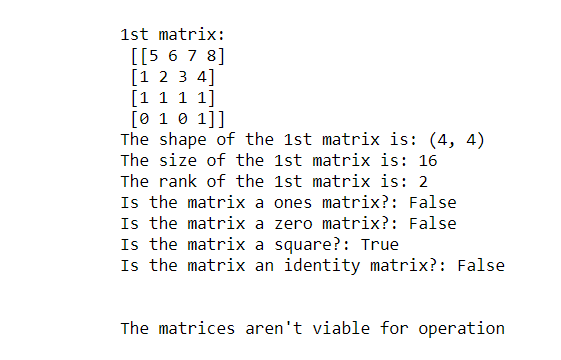 1st matrix:
[[5 6 7 8]
[1 2 3 4]
[1 1 1 1]
[0 1 0 1]]
The shape of the 1st matrix is: (4, 4)
The size of the 1st matrix is: 16
The rank of the 1st matrix is: 2
Is the matrix a ones matrix?: False
Is the matrix a zero matrix?: False
Is the matrix a square?: True
Is the matrix an identity matrix?: False
The matrices aren't viable for operation